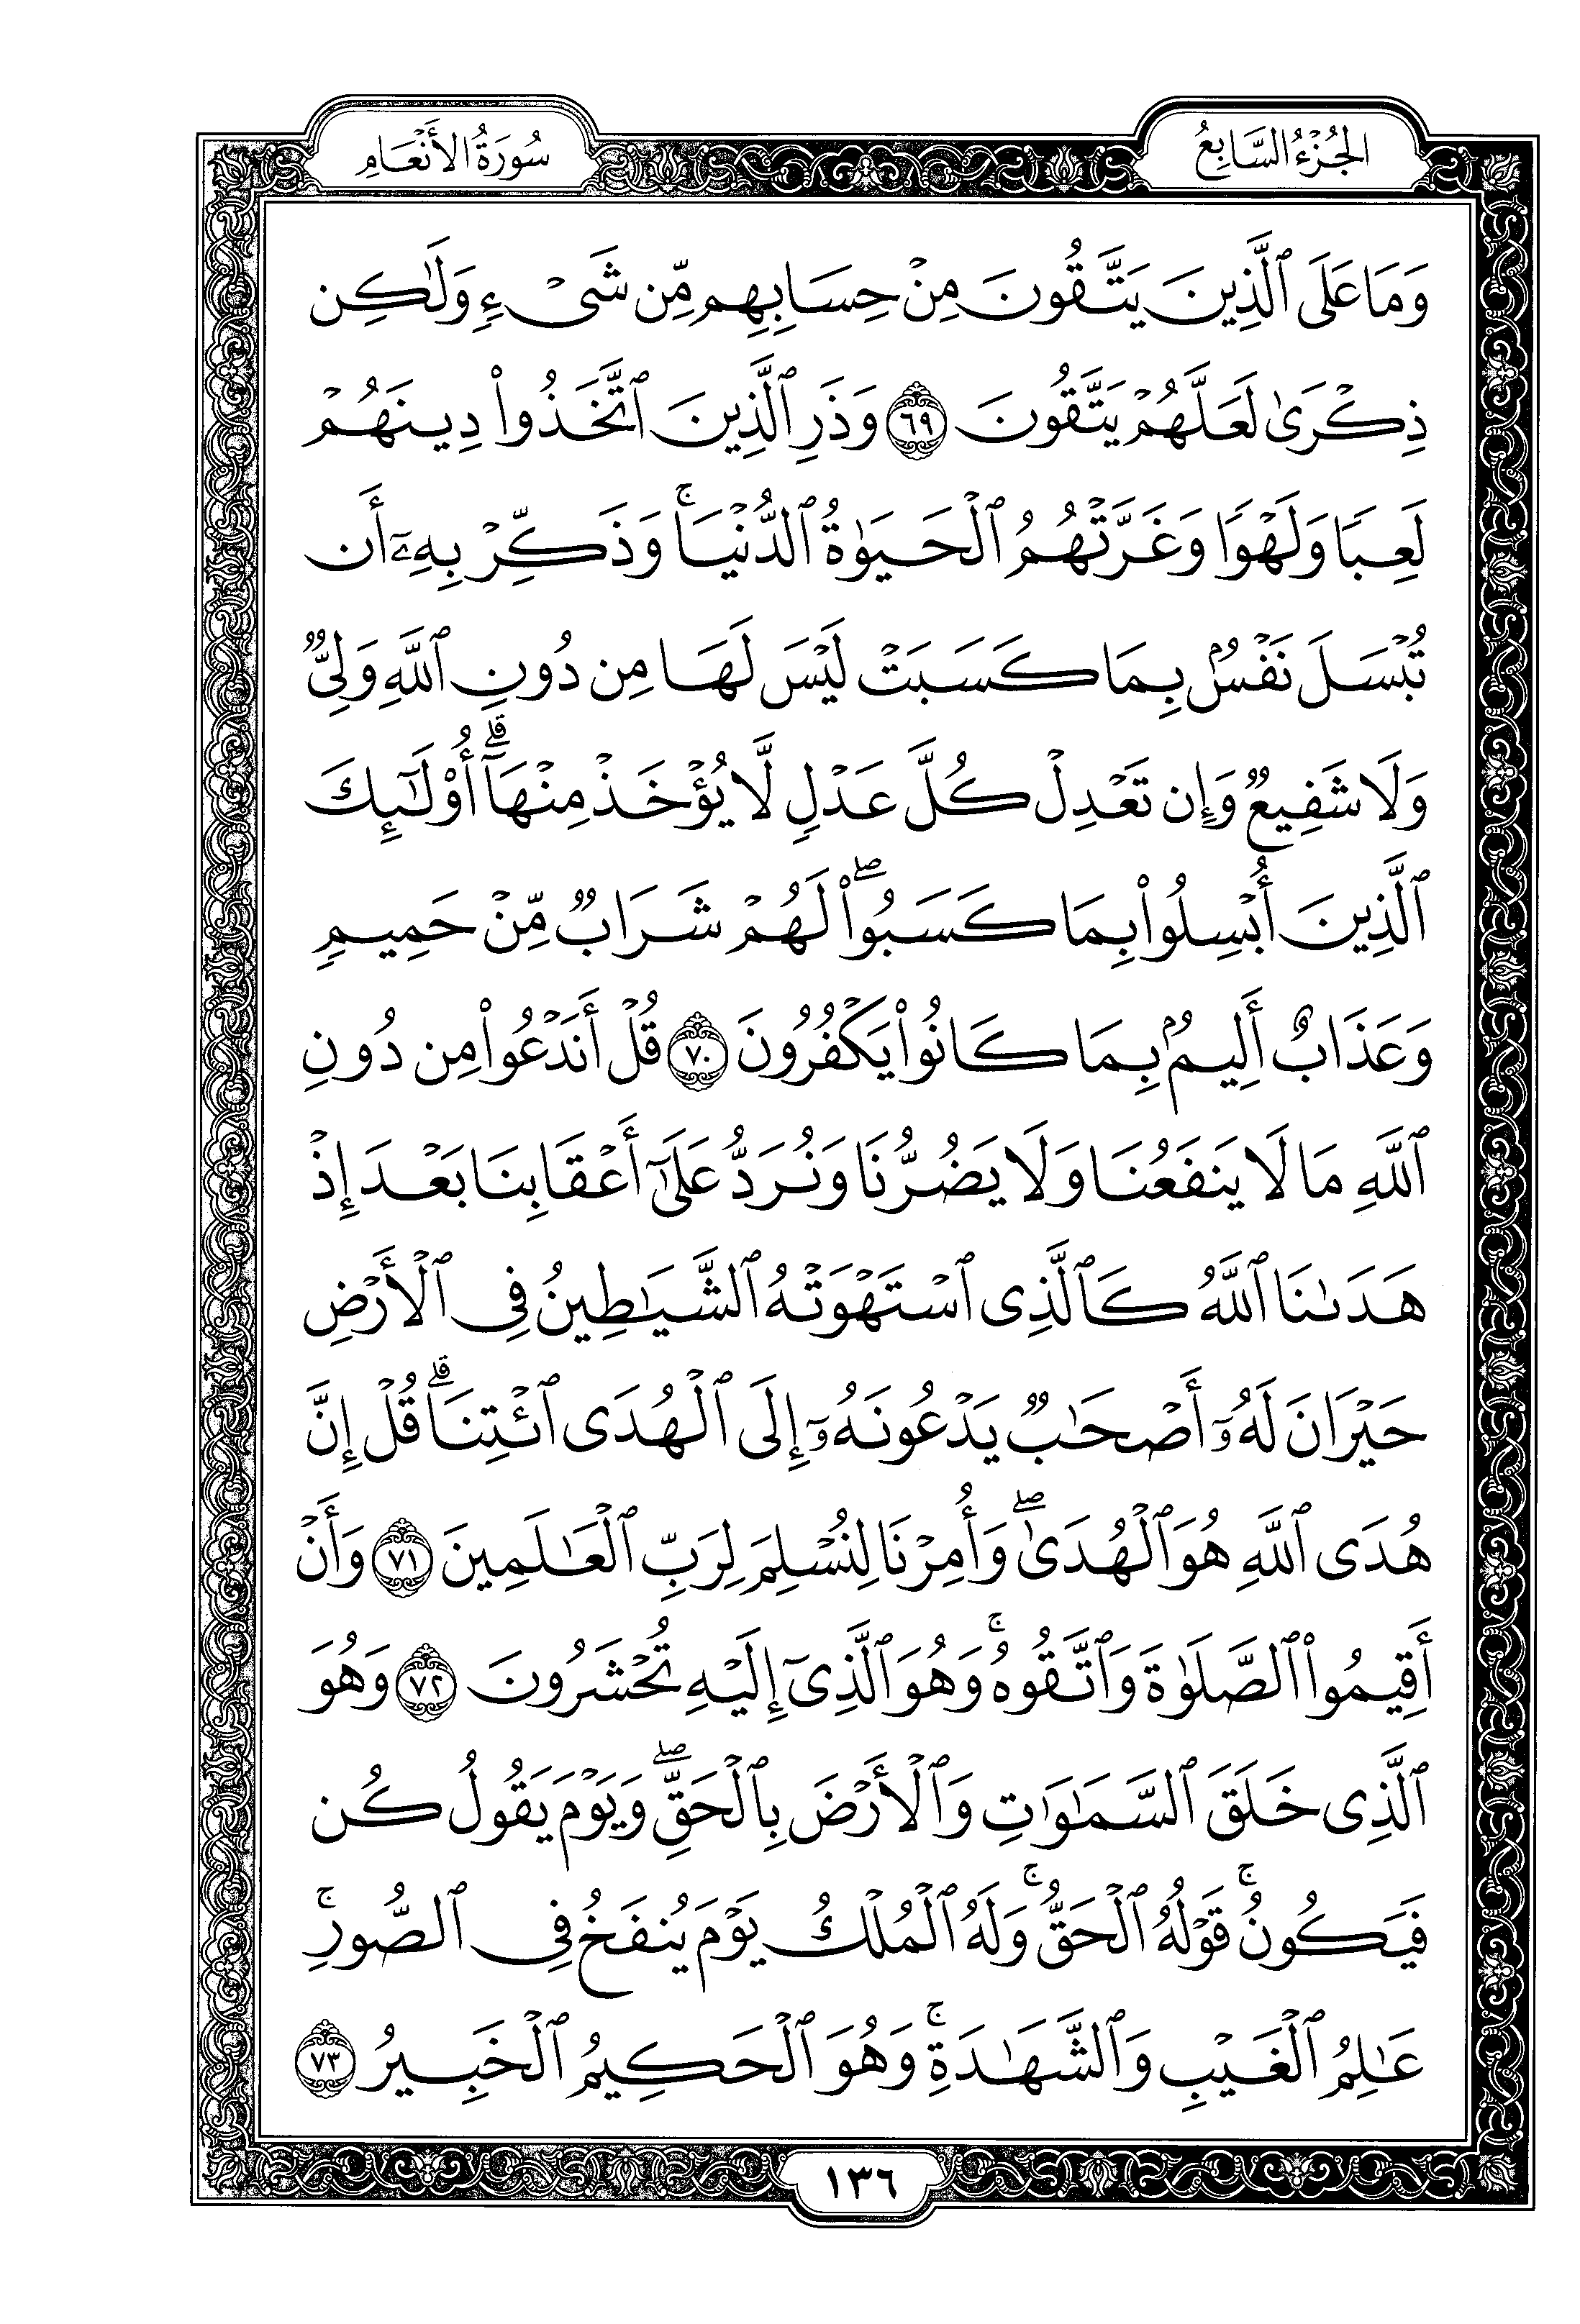 الجُزْءُ السَّابِعُ
سُورَةُ الأَنْعَامِ
وَمَا عَلَى ٱلَّذِينَ يَتَّقُونَ مِنْ حِسَابِهِم مِّن شَىْءٍ وَلَٰكِن
ذِكْرَىٰ لَعَلَّهُمْ يَتَّقُونَ ٦٩ وَذَرِ ٱلَّذِينَ ٱتَّخَذُوا۟ دِينَهُمْ
لَعِبًا وَلَهْوًا وَغَرَّتْهُمُ ٱلْحَيَوٰةُ ٱلدُّنْيَا ۚ وَذَكِّرْ بِهِۦٓ أَن
تُبْسَلَ نَفْسٌۢ بِمَا كَسَبَتْ لَيْسَ لَهَا مِن دُونِ ٱللَّهِ وَلِىٌّ
وَلَا شَفِيعٌ وَإِن تَعْدِلْ كُلَّ عَدْلٍ لَّا يُؤْخَذْ مِنْهَآ ۗ أُو۟لَٰٓئِكَ
ٱلَّذِينَ أُبْسِلُوا۟ بِمَا كَسَبُوا۟ ۖ لَهُمْ شَرَابٌ مِّنْ حَمِيمٍ
وَعَذَابٌ أَلِيمٌۢ بِمَا كَانُوا۟ يَكْفُرُونَ ٧٠ قُلْ أَنَدْعُوا۟ مِن دُونِ
ٱللَّهِ مَا لَا يَنفَعُنَا وَلَا يَضُرُّنَا وَنُرَدُّ عَلَىٰٓ أَعْقَابِنَا بَعْدَ إِذْ
هَدَىٰنَا ٱللَّهُ كَٱلَّذِى ٱسْتَهْوَتْهُ ٱلشَّيَٰطِينُ فِى ٱلْأَرْضِ
حَيْرَانَ لَهُۥٓ أَصْحَٰبٌ يَدْعُونَهُۥٓ إِلَى ٱلْهُدَى ٱئْتِنَا ۗ قُلْ إِنَّ
هُدَى ٱللَّهِ هُوَ ٱلْهُدَىٰ ۖ وَأُمِرْنَا لِنُسْلِمَ لِرَبِّ ٱلْعَٰلَمِينَ ٧١ وَأَنْ
أَقِيمُوا۟ ٱلصَّلَوٰةَ وَٱتَّقُوهُ ۚ وَهُوَ ٱلَّذِىٓ إِلَيْهِ تُحْشَرُونَ ٧٢ وَهُوَ
ٱلَّذِى خَلَقَ ٱلسَّمَٰوَٰتِ وَٱلْأَرْضَ بِٱلْحَقِّ ۖ وَيَوْمَ يَقُولُ كُن
فَيَكُونُ ۚ قَوْلُهُ ٱلْحَقُّ ۚ وَلَهُ ٱلْمُلْكُ يَوْمَ يُنفَخُ فِى ٱلصُّورِ ۚ
عَٰلِمُ ٱلْغَيْبِ وَٱلشَّهَٰدَةِ ۚ وَهُوَ ٱلْحَكِيمُ ٱلْخَبِيرُ ٧٣
١٣٦